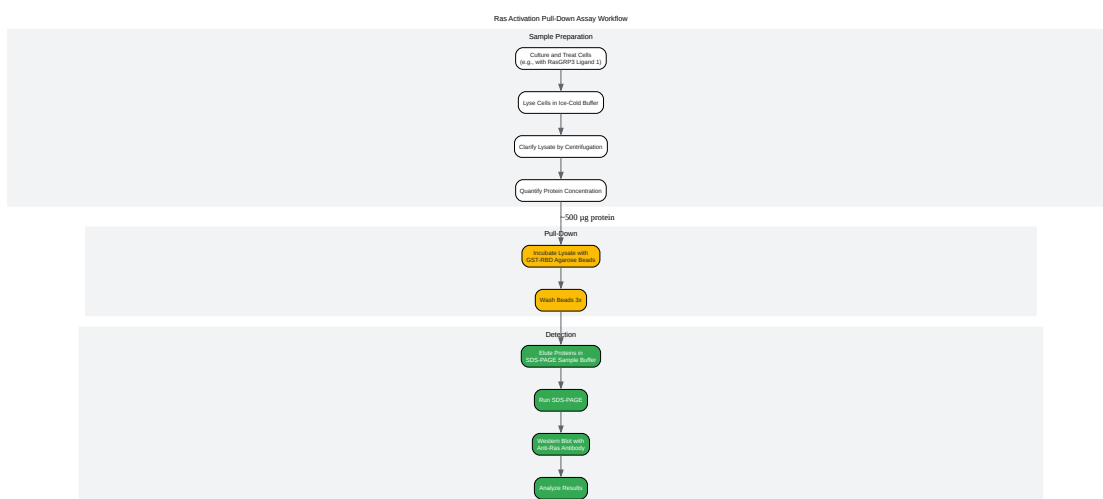 Ras Activation Pull-Down Assay Workflow
Sample Preparation
Culture and Treat Cells
(e.g., with RasGRP3 Ligand 1)
Lyse Cells in Ice-Cold Buffer
Clarify Lysate by Centrifugation
Quantify Protein Concentration
~500 µg protein
Pull-Down
Incubate Lysate with
GST-RBD Agarose Beads
Wash Beads 3x
Detection
Elute Proteins in
SDS-PAGE Sample Buffer
Run SDS-PAGE
Western Blot with
Anti-Ras Antibody
Analyze Results